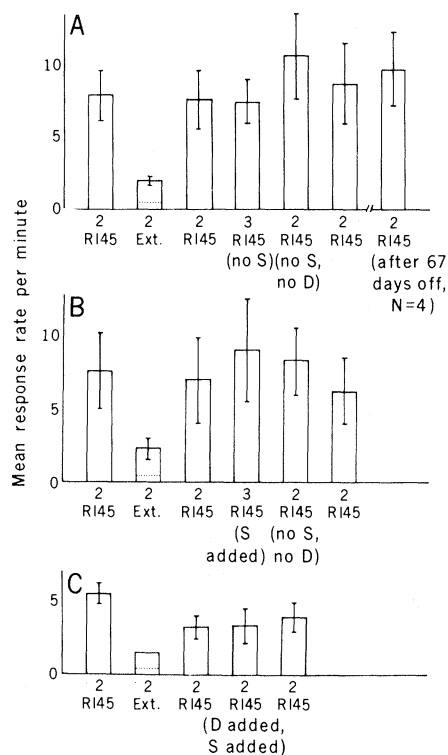 A
10
5
0
2 2 2 3 2 2 2
RI45 Ext. RI45 RI45 RI45 RI45 RI45
(no S) (no S, (after 67
no D) days off,
N=4)
Mean response rate per minute
B
10
5
0
2 2 2 3 2 2
RI45 Ext. RI45 RI45 RI45 RI45
(S (no S,
added) no D)
C
5
0
2 2 2 2 2
RI45 Ext. RI45 RI45 RI45
(D added,
S added)